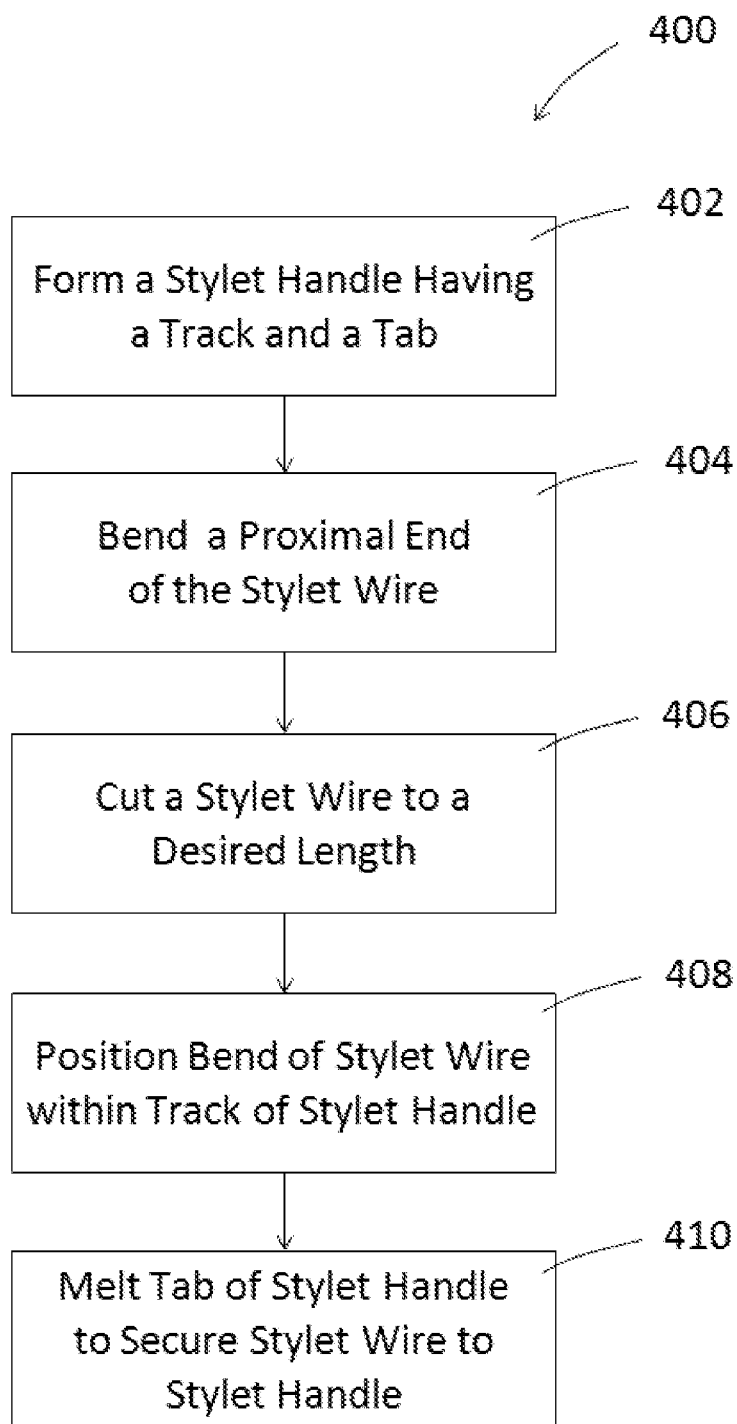 400
402
Form a Stylet Handle Having
a Track and a Tab
404
Bend a Proximal End
of the Stylet Wire
406
Cut a Stylet Wire to a
Desired Length
408
Position Bend of Stylet Wire
within Track of Stylet Handle
410
Melt Tab of Stylet Handle
to Secure Stylet Wire to
Stylet Handle